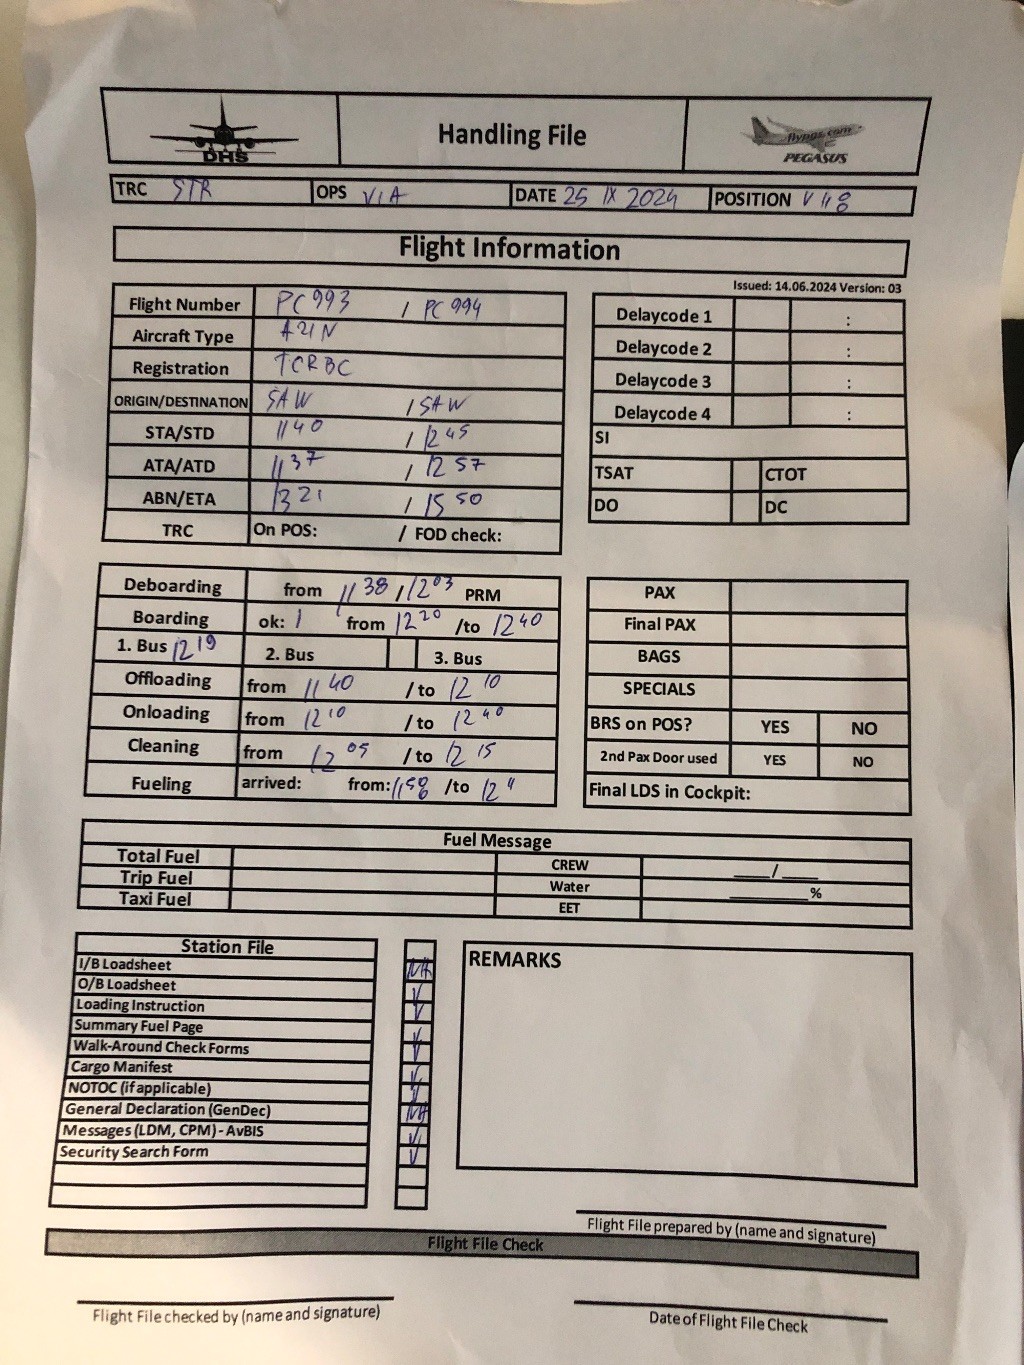 DHS
Handling File
flypgs.com
PEGASUS
TRC STR OPS VIA DATE 25 IX 2024 POSITION V 118
Flight Information
Issued: 14.06.2024 Version: 03
Flight Number PC 993 / PC 994
Aircraft Type A21N
Registration TCRBC
ORIGIN/DESTINATION SAW / SAW
STA/STD 1140 / 1245
ATA/ATD 1137 / 1257
ABN/ETA 1321 / 1550
TRC On POS: / FOD check:
Delaycode 1 :
Delaycode 2 :
Delaycode 3 :
Delaycode 4 :
SI
TSAT CTOT
DO DC
Deboarding from 1138 / 1203 PRM
Boarding ok: 1 from 1220 /to 1240
1. Bus 1219 2. Bus 3. Bus
Offloading from 1140 /to 1210
Onloading from 1210 /to 1240
Cleaning from 1205 /to 1215
Fueling arrived: from: 1158 /to 1211
PAX
Final PAX
BAGS
SPECIALS
BRS on POS? YES NO
2nd Pax Door used YES NO
Final LDS in Cockpit:
Fuel Message
Total Fuel CREW ___/___
Trip Fuel Water ______%
Taxi Fuel EET
Station File
I/B Loadsheet NA
O/B Loadsheet V
Loading Instruction V
Summary Fuel Page V
Walk-Around Check Forms V
Cargo Manifest V
NOTOC (if applicable) V
General Declaration (GenDec) NA
Messages (LDM, CPM) - AvBIS V
Security Search Form V
REMARKS
Flight File prepared by (name and signature)
Flight File Check
Flight File checked by (name and signature)
Date of Flight File Check